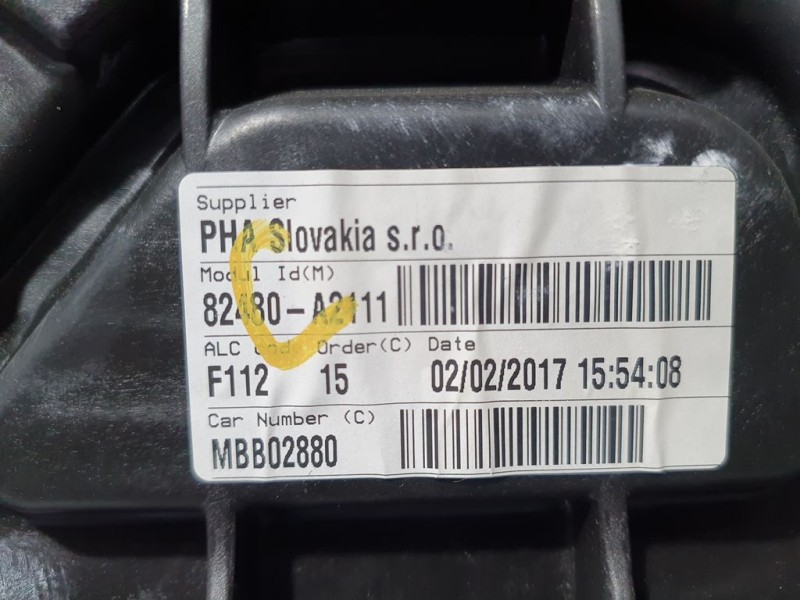 Supplier
PHA Slovakia s.r.o.
Modul Id(M)
82480-A2111
ALC code Order(C) Date
F112 15 02/02/2017 15:54:08
Car Number (C)
MBB02880